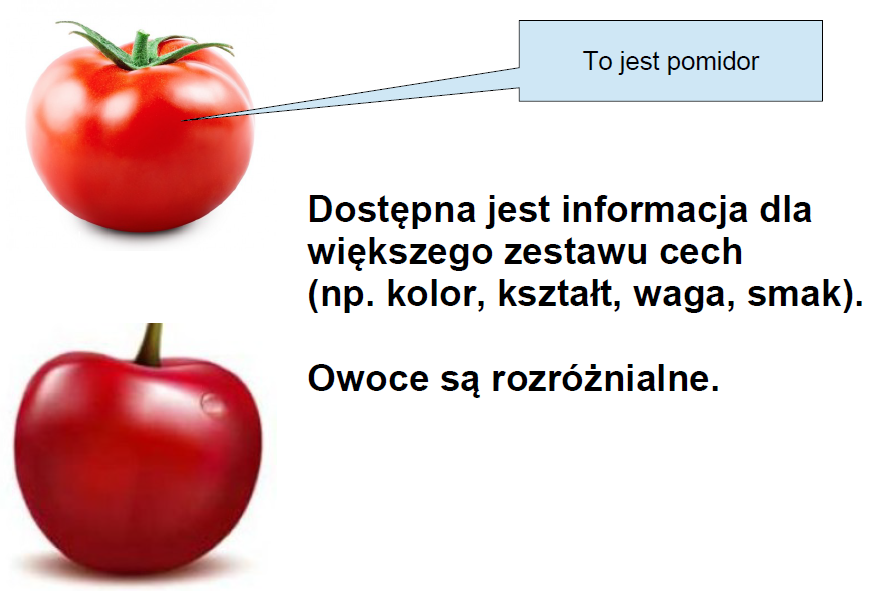 To jest pomidor
Dostępna jest informacja dla
większego zestawu cech
(np. kolor, kształt, waga, smak).
Owoce są rozróżnialne.